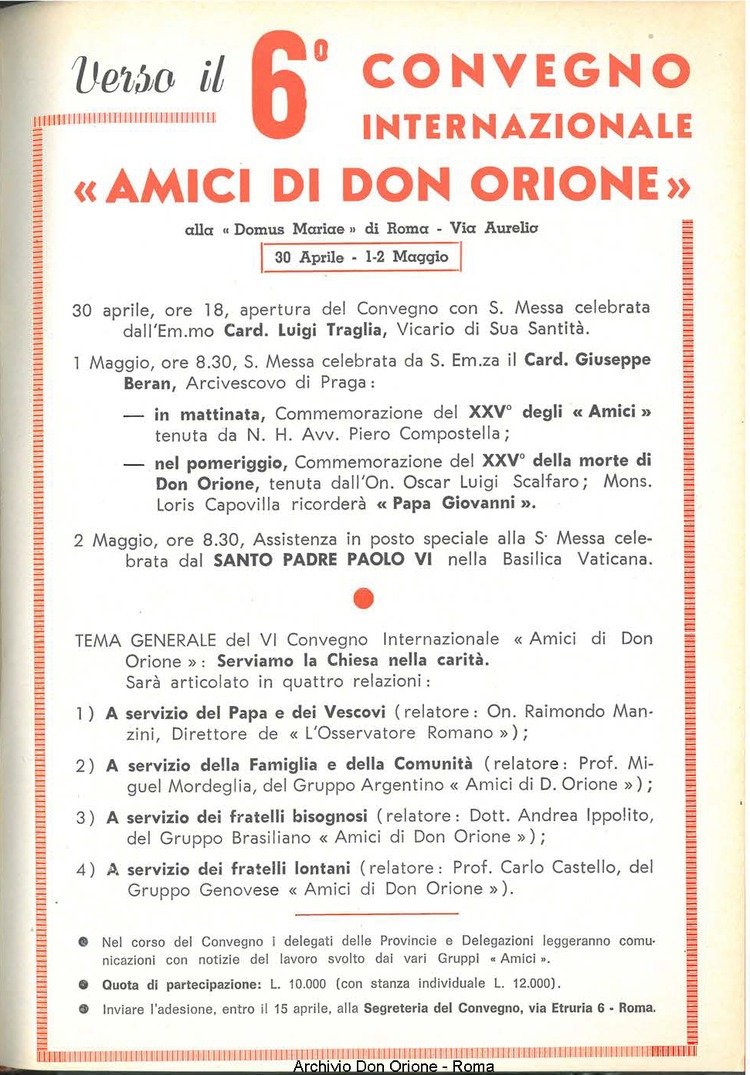 Verso il 6º CONVEGNO
INTERNAZIONALE
« AMICI DI DON ORIONE »
alla « Domus Mariae » di Roma - Via Aurelia
30 Aprile - 1-2 Maggio
30 aprile, ore 18, apertura del Convegno con S. Messa celebrata
dall'Em.mo Card. Luigi Traglia, Vicario di Sua Santità.
1 Maggio, ore 8.30, S. Messa celebrata da S. Em.za il Card. Giuseppe
Beran, Arcivescovo di Praga :
— in mattinata, Commemorazione del XXV° degli « Amici »
tenuta da N. H. Avv. Piero Compostella ;
— nel pomeriggio, Commemorazione del XXV° della morte di
Don Orione, tenuta dall'On. Oscar Luigi Scalfaro ; Mons.
Loris Capovilla ricorderà « Papa Giovanni ».
2 Maggio, ore 8.30, Assistenza in posto speciale alla S. Messa cele-
brata dal SANTO PADRE PAOLO VI nella Basilica Vaticana.
TEMA GENERALE del VI Convegno Internazionale « Amici di Don
Orione » : Serviamo la Chiesa nella carità.
Sarà articolato in quattro relazioni :
1 ) A servizio del Papa e dei Vescovi ( relatore : On. Raimondo Man-
zini, Direttore de « L'Osservatore Romano » ) ;
2 ) A servizio della Famiglia e della Comunità ( relatore : Prof. Mi-
guel Mordeglia, del Gruppo Argentino « Amici di D. Orione » ) ;
3 ) A servizio dei fratelli bisognosi ( relatore : Dott. Andrea Ippolito,
del Gruppo Brasiliano « Amici di Don Orione » ) ;
4 ) A servizio dei fratelli lontani ( relatore : Prof. Carlo Castello, del
Gruppo Genovese « Amici di Don Orione » ).
● Nel corso del Convegno i delegati delle Provincie e Delegazioni leggeranno comu-
nicazioni con notizie del lavoro svolto dai vari Gruppi « Amici ».
● Quota di partecipazione: L. 10.000 (con stanza individuale L. 12.000).
● Inviare l'adesione, entro il 15 aprile, alla Segreteria del Convegno, via Etruria 6 - Roma.
Archivio Don Orione - Roma